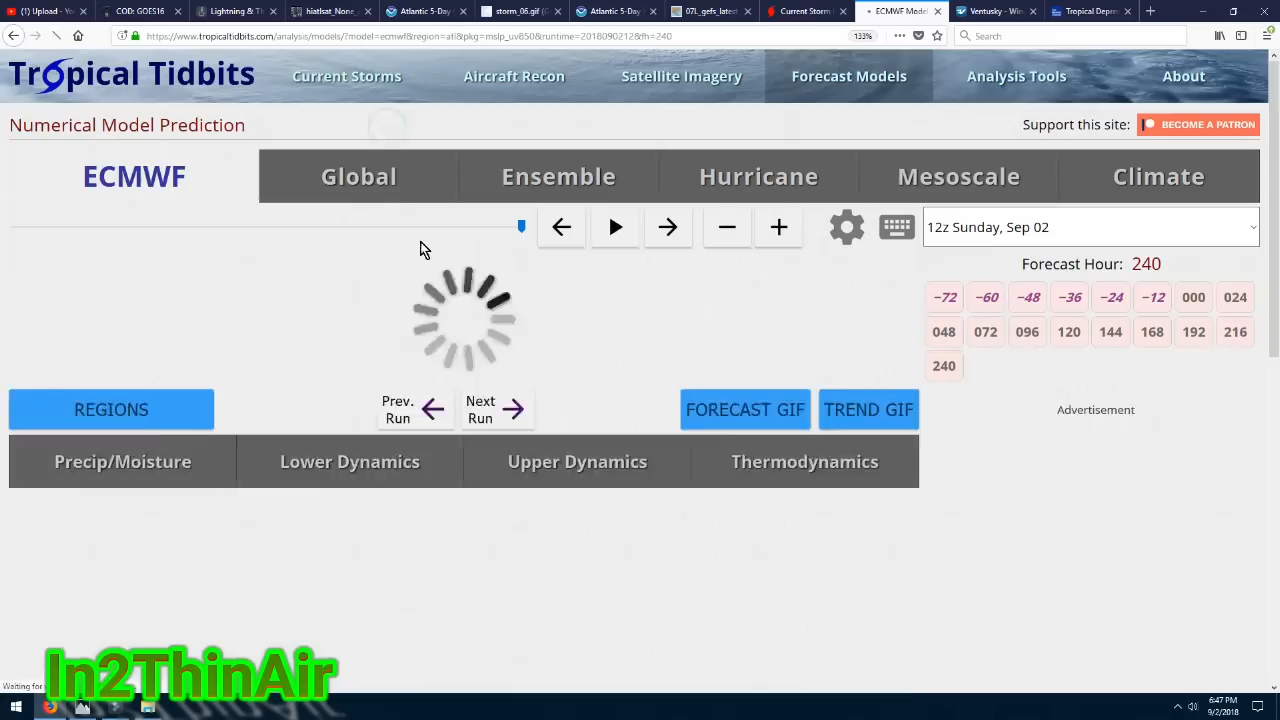 (1) Upload - Yo
COD: GOES16
Lightning & Th
hiatlsat_None
Atlantic 5-Day
storm_06.gif (G
Atlantic 5-Day
07L_gefs_latest
Current Storm
ECMWF Model
Ventusky - Win
Tropical Depre
https://www.tropicaltidbits.com/analysis/models/?model=ecmwf&region=atl&pkg=mslp_uv850&runtime=2018090212&fh=240
133%
Search
Tropical Tidbits
Current Storms
Aircraft Recon
Satellite Imagery
Forecast Models
Analysis Tools
About
Numerical Model Prediction
Support this site:
BECOME A PATRON
ECMWF
Global
Ensemble
Hurricane
Mesoscale
Climate
12z Sunday, Sep 02
Forecast Hour: 240
−72 −60 −48 −36 −24 −12 000 024
048 072 096 120 144 168 192 216
240
REGIONS
Prev.
Run
Next
Run
FORECAST GIF
TREND GIF
Advertisement
Precip/Moisture
Lower Dynamics
Upper Dynamics
Thermodynamics
In2ThinAir
Waiting for
6:47 PM
9/2/2018